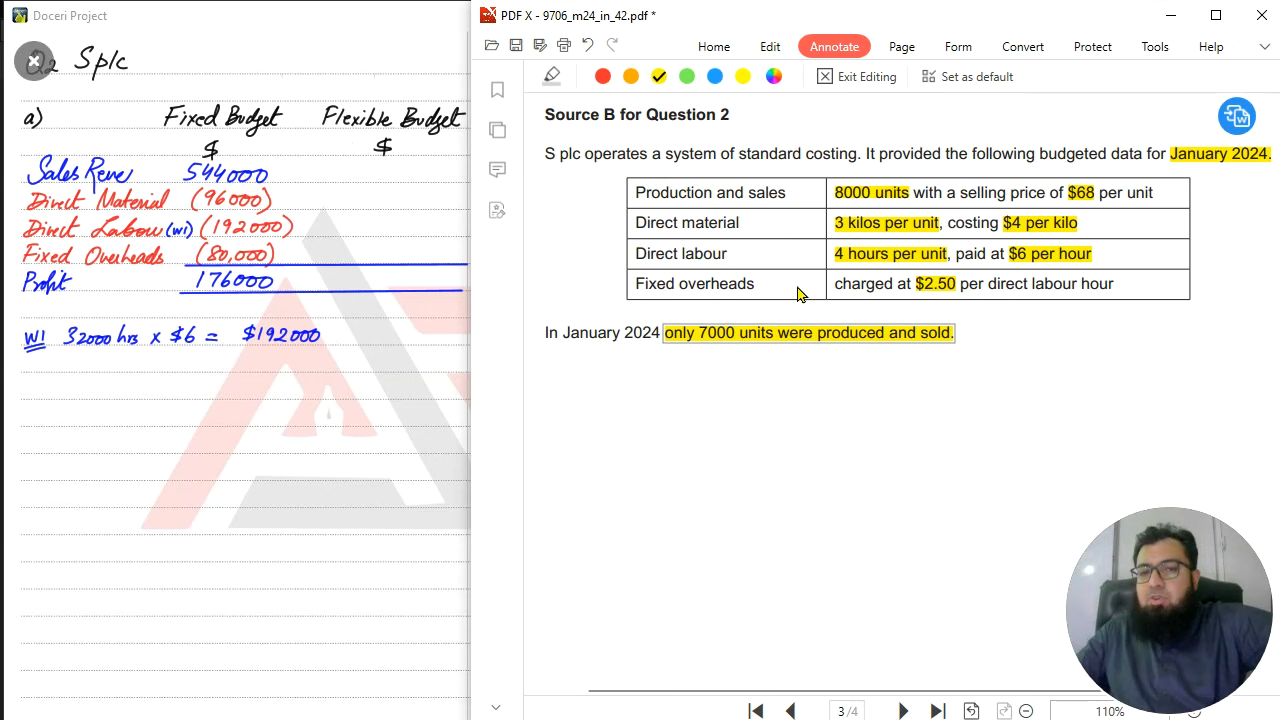 Doceri Project
Q2 Splc
a) Fixed Budget Flexible Budget
$ $
Sales Reve 544000
Direct Material (96000)
Direct Labour (W1) (192000)
Fixed Overheads (80,000)
Profit 176000
W1 32000 hrs x $6 = $192000
PDF X - 9706_m24_in_42.pdf *
Home Edit Annotate Page Form Convert Protect Tools Help
Exit Editing Set as default
Source B for Question 2
S plc operates a system of standard costing. It provided the following budgeted data for January 2024.
Production and sales 8000 units with a selling price of $68 per unit
Direct material 3 kilos per unit, costing $4 per kilo
Direct labour 4 hours per unit, paid at $6 per hour
Fixed overheads charged at $2.50 per direct labour hour
In January 2024 only 7000 units were produced and sold.
3/4 110%